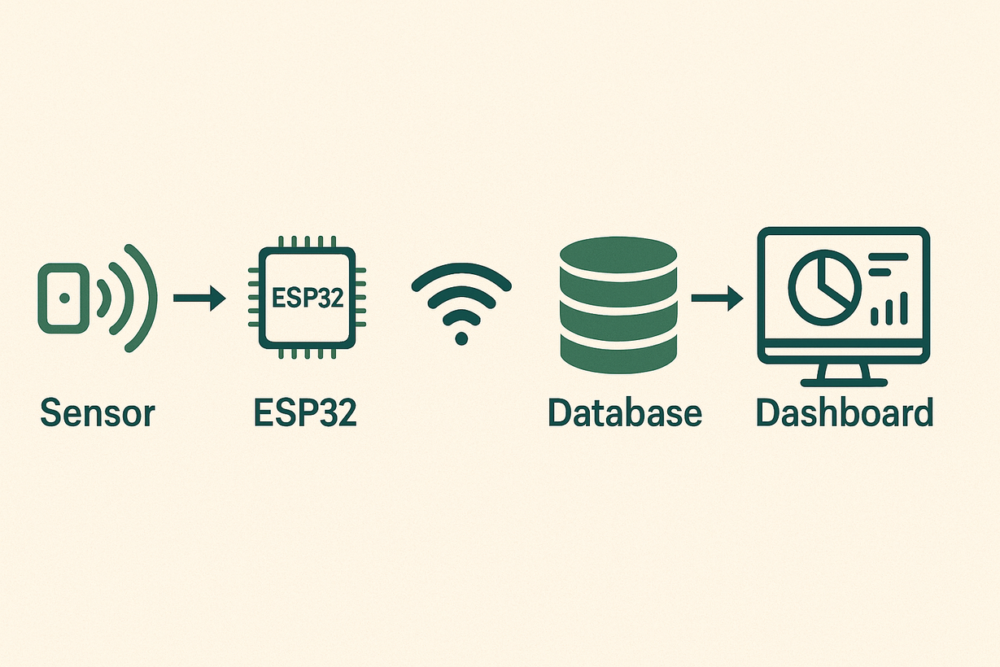 ESP32
Sensor
ESP32
Database
Dashboard